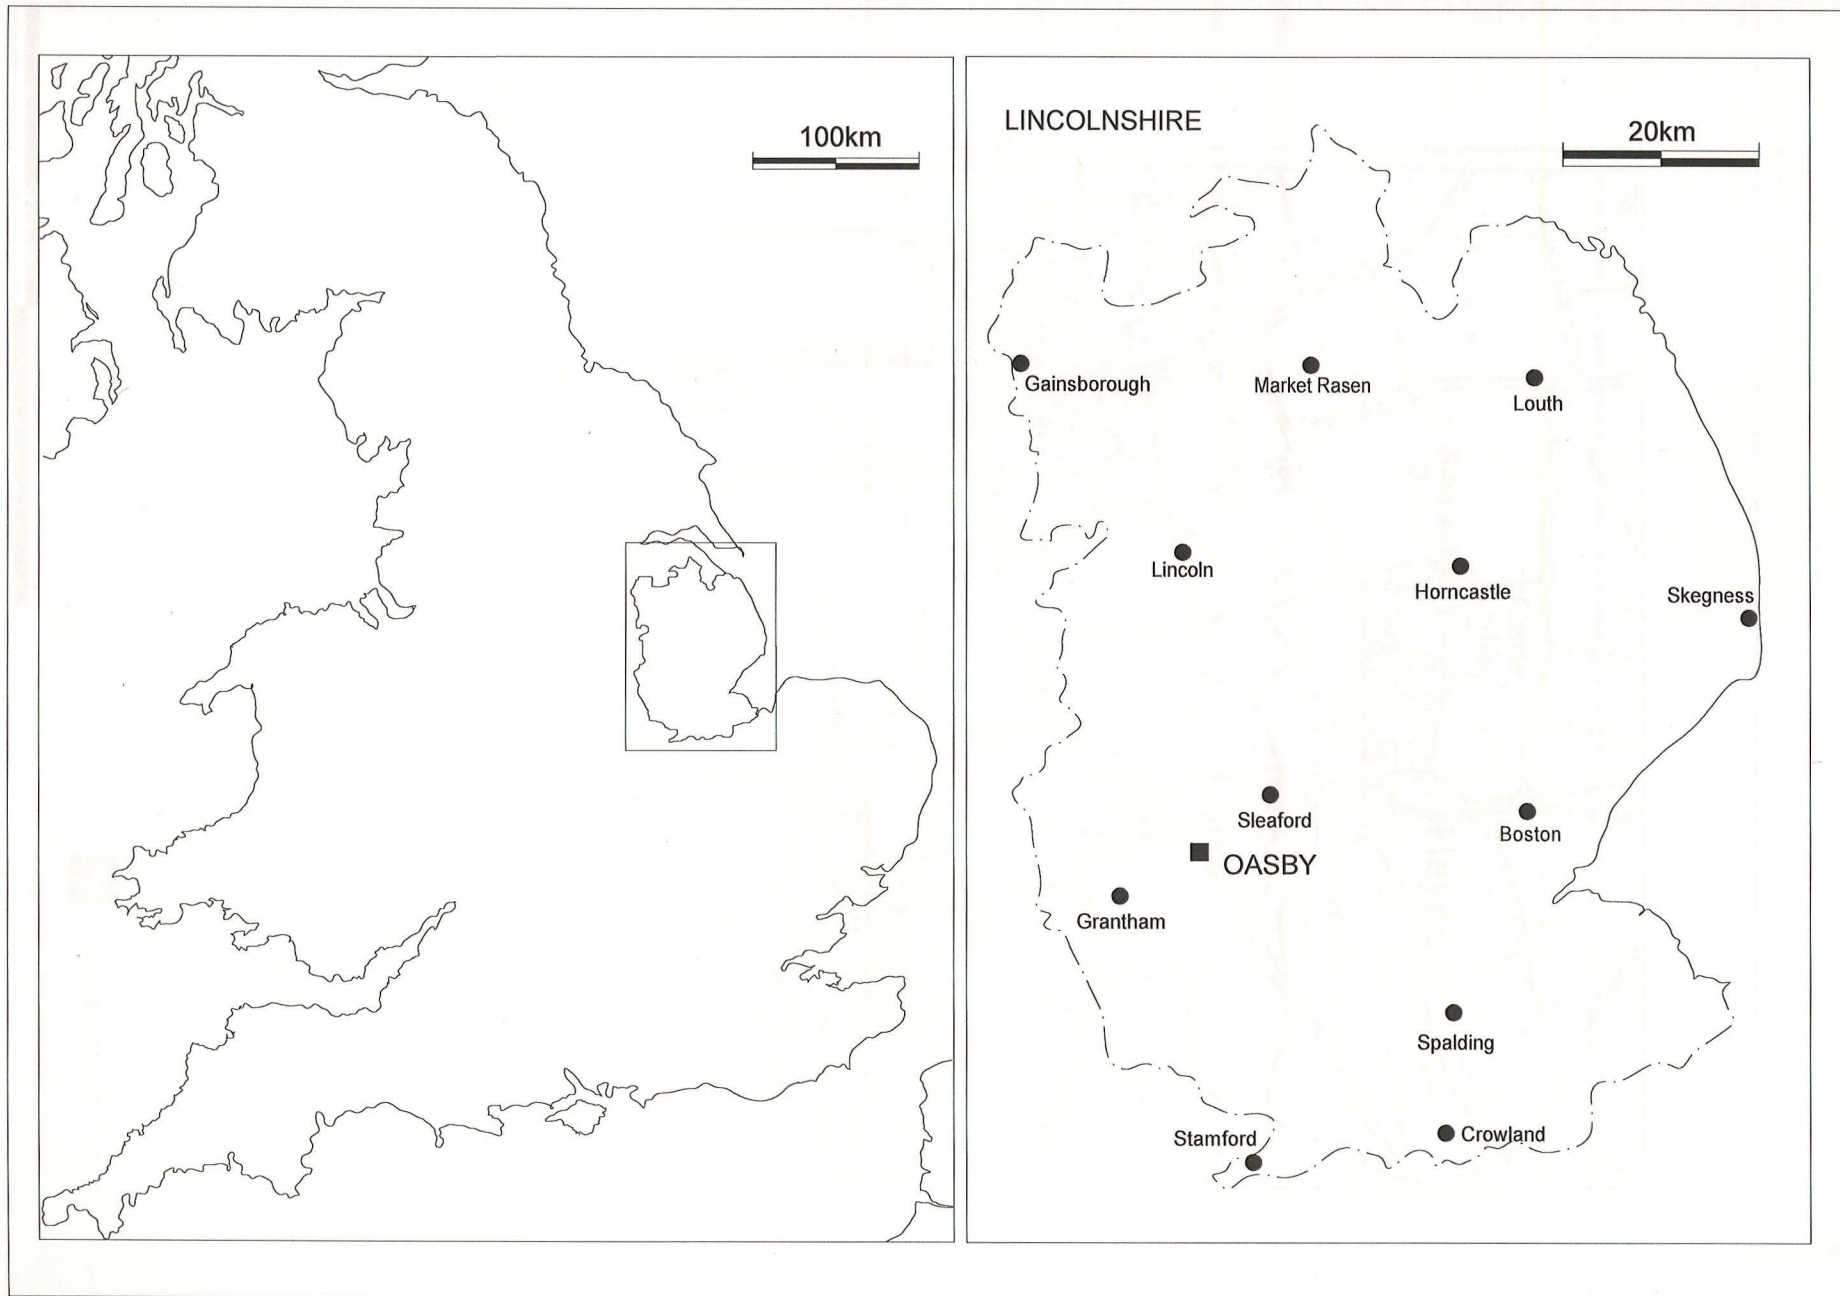 100km
LINCOLNSHIRE
20km
Gainsborough
Market Rasen
Louth
Lincoln
Horncastle
Skegness
Sleaford
Boston
OASBY
Grantham
Spalding
Stamford
Crowland